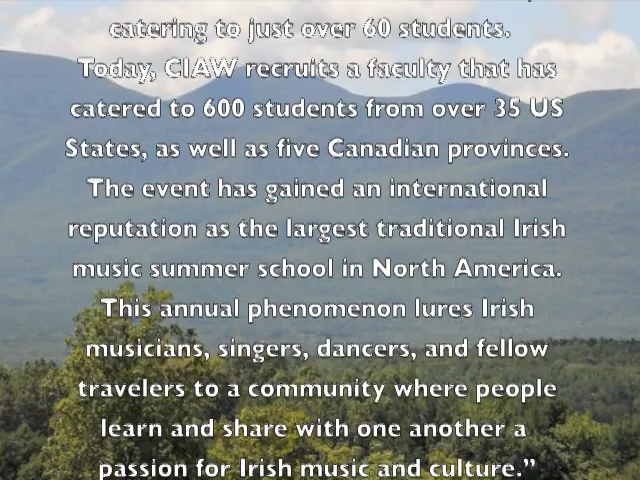 catering to just over 60 students.
Today, CIAW recruits a faculty that has
catered to 600 students from over 35 US
States, as well as five Canadian provinces.
The event has gained an international
reputation as the largest traditional Irish
music summer school in North America.
This annual phenomenon lures Irish
musicians, singers, dancers, and fellow
travelers to a community where people
learn and share with one another a
passion for Irish music and culture.”